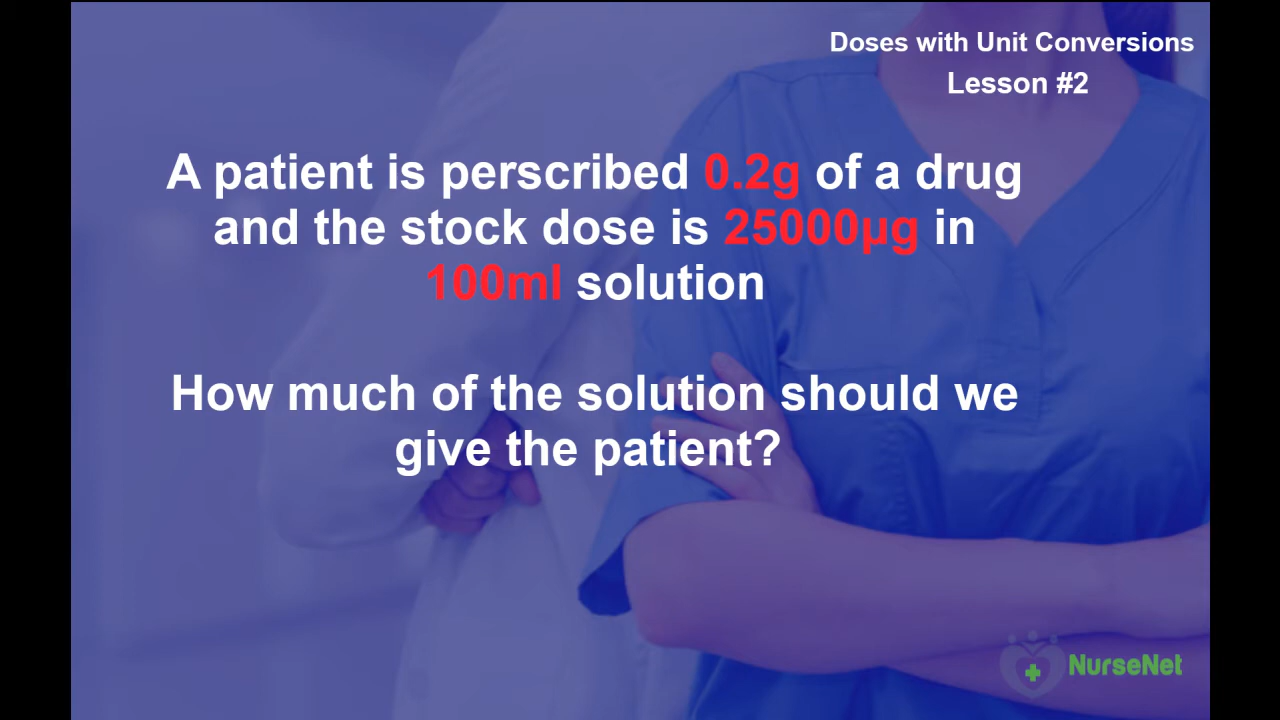 Doses with Unit Conversions
Lesson #2
A patient is perscribed 0.2g of a drug
and the stock dose is 25000µg in
100ml solution
How much of the solution should we
give the patient?
NurseNet